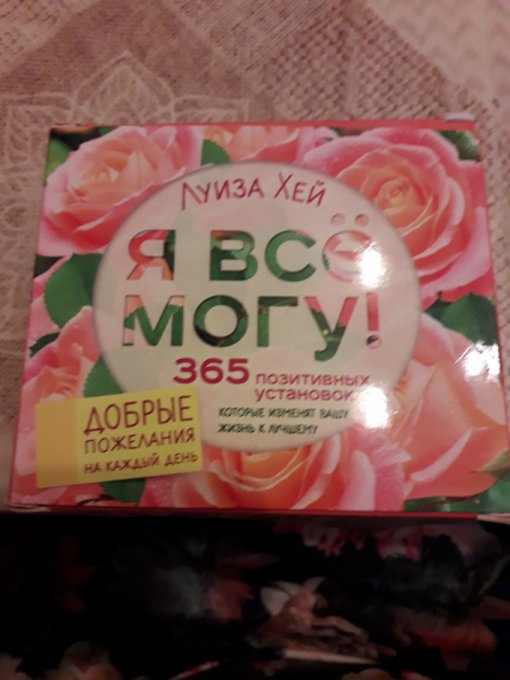 Луиза Хей
Я ВСЁ
МОГУ!
365 позитивных
установок,
которые изменят вашу
жизнь к лучшему
ДОБРЫЕ
ПОЖЕЛАНИЯ
НА КАЖДЫЙ ДЕНЬ